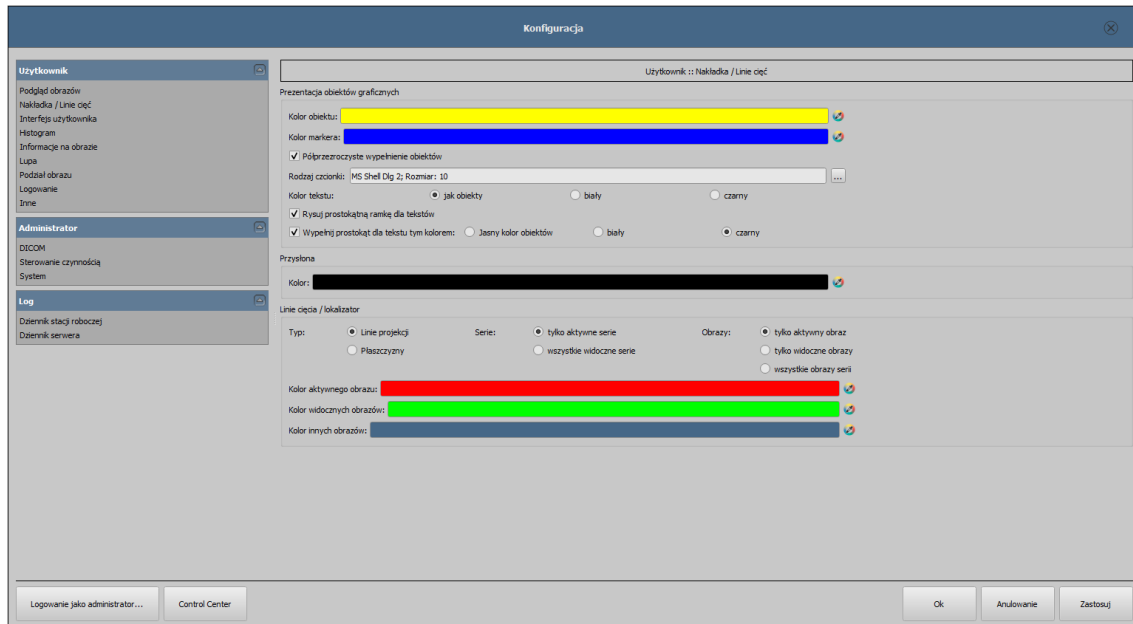 Konfiguracja
Użytkownik
Podgląd obrazów
Nakładka / Linie cięć
Interfejs użytkownika
Histogram
Informacje na obrazie
Lupa
Podział obrazu
Logowanie
Inne
Administrator
DICOM
Sterowanie czynnością
System
Log
Dziennik stacji roboczej
Dziennik serwera
Użytkownik :: Nakładka / Linie cięć
Prezentacja obiektów graficznych
Kolor obiektu:
Kolor markera:
Półprzezroczyste wypełnienie obiektów
Rodzaj czcionki: MS Shell Dlg 2; Rozmiar: 10 ...
Kolor tekstu: jak obiekty biały czarny
Rysuj prostokątną ramkę dla tekstów
Wypełnij prostokąt dla tekstu tym kolorem: Jasny kolor obiektów biały czarny
Przysłona
Kolor:
Linie cięcia / lokalizator
Typ: Linie projekcji Serie: tylko aktywne serie Obrazy: tylko aktywny obraz
Płaszczyzny wszystkie widoczne serie tylko widoczne obrazy
wszystkie obrazy serii
Kolor aktywnego obrazu:
Kolor widocznych obrazów:
Kolor innych obrazów:
Logowanie jako administrator... Control Center Ok Anulowanie Zastosuj